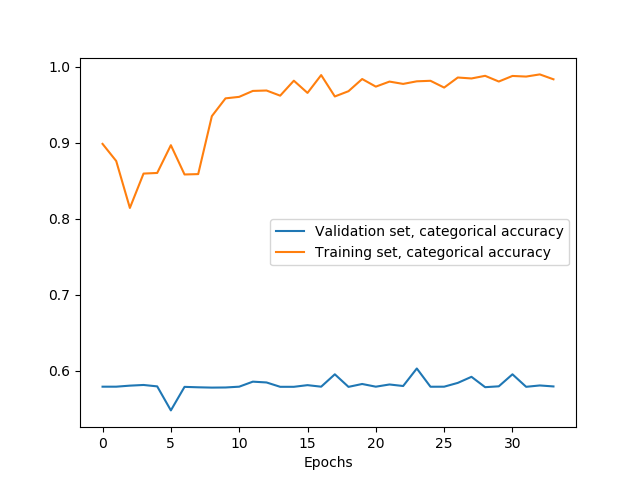 1.0
0.9
0.8
0.7
0.6
Validation set, categorical accuracy
Training set, categorical accuracy
0 5 10 15 20 25 30
Epochs